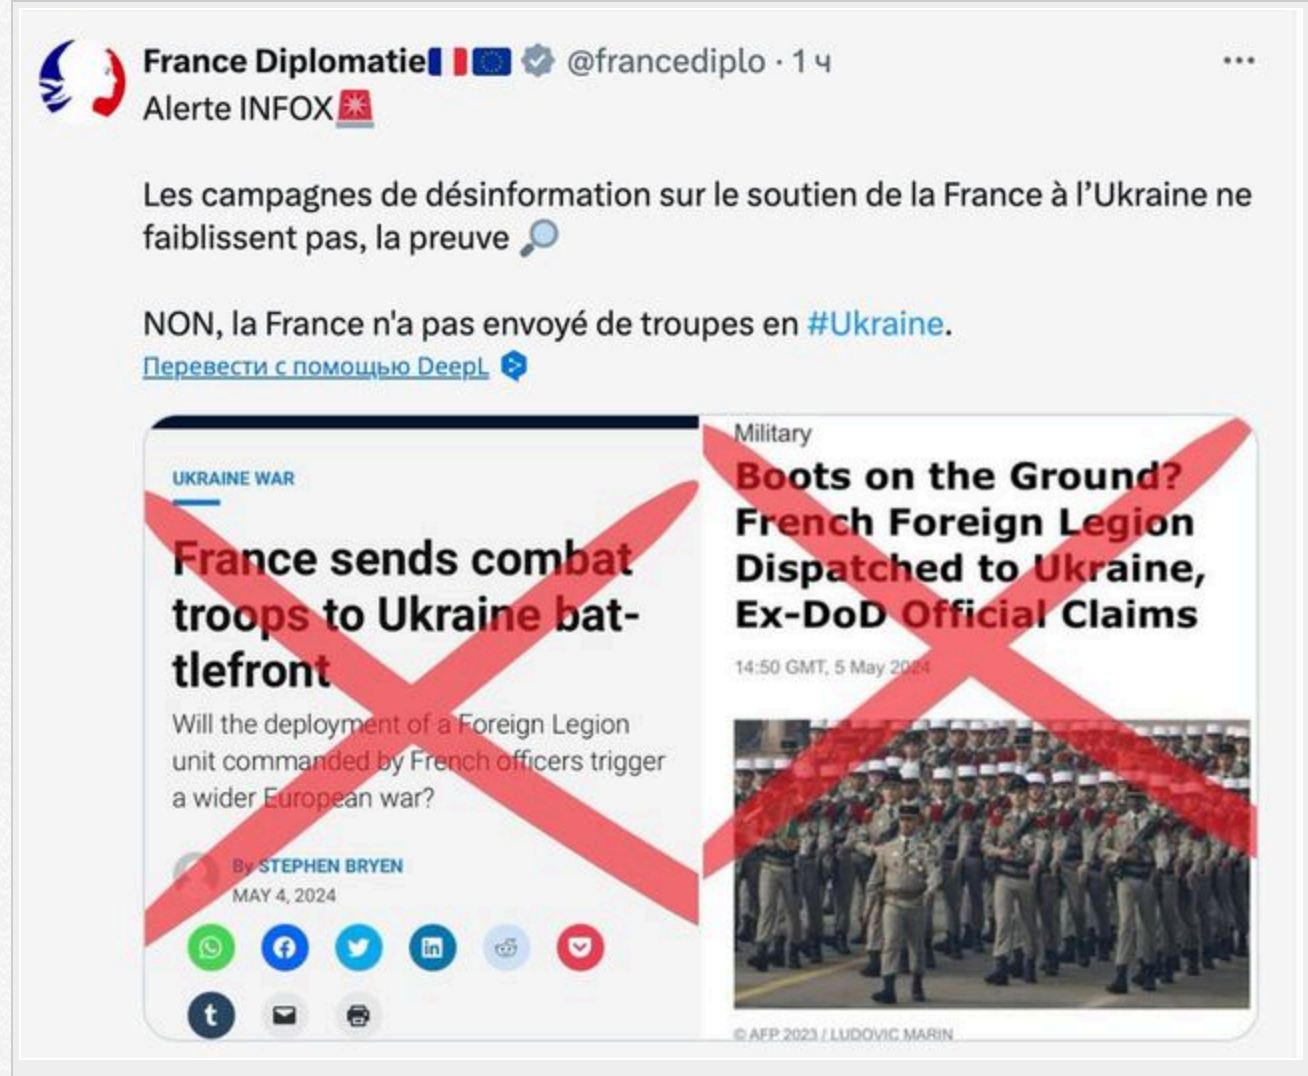 France Diplomatie🇫🇷🇪🇺 @francediplo · 1 ч
Alerte INFOX🚨
Les campagnes de désinformation sur le soutien de la France à l’Ukraine ne
faiblissent pas, la preuve 🔎
NON, la France n'a pas envoyé de troupes en #Ukraine.
Перевести с помощью DeepL
UKRAINE WAR
France sends combat
troops to Ukraine bat-
tlefront
Will the deployment of a Foreign Legion
unit commanded by French officers trigger
a wider European war?
By STEPHEN BRYEN
MAY 4, 2024
Military
Boots on the Ground?
French Foreign Legion
Dispatched to Ukraine,
Ex-DoD Official Claims
14:50 GMT, 5 May 2024
© AFP 2023 / LUDOVIC MARIN